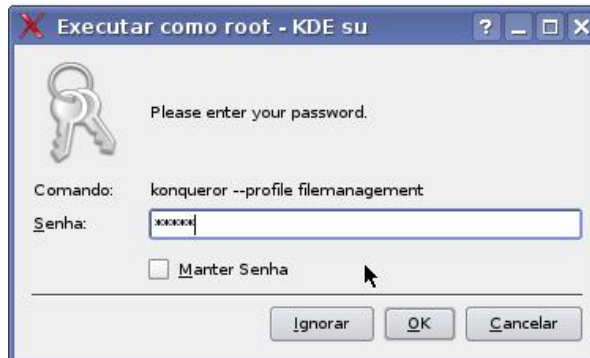 Executar como root - KDE su
Please enter your password.
Comando: konqueror --profile filemanagement
Senha: *****
Manter Senha
Ignorar OK Cancelar